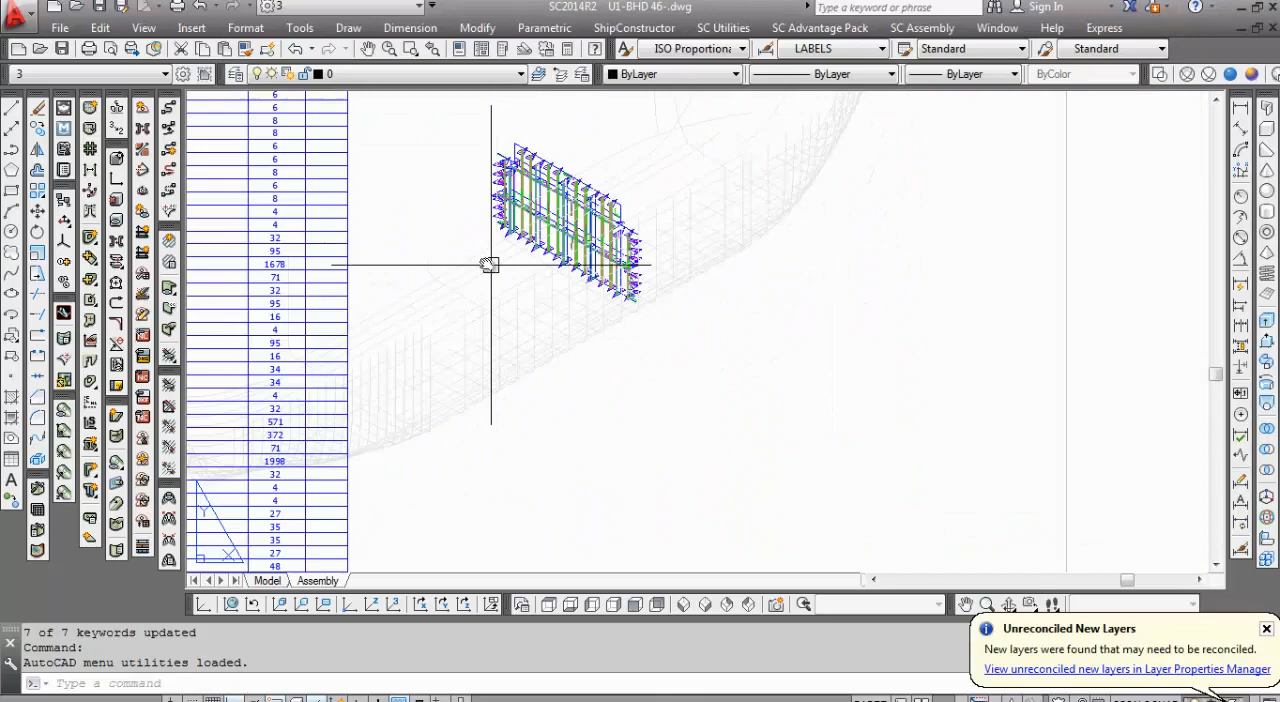 3
SC2014R2 U1-BHD 46-.dwg
Type a keyword or phrase
Sign In
File Edit View Insert Format Tools Draw Dimension Modify Parametric ShipConstructor SC Utilities SC Advantage Pack SC Assembly Window Help Express
ISO Proportiona LABELS Standard Standard
3 0 ByLayer ByLayer ByLayer ByColor
6
6
8
8
6
6
8
6
8
4
4
32
95
1678
71
32
95
16
4
95
16
34
34
4
32
571
372
71
1998
32
4
4
27
35
35
27
48
Y
X
Model Assembly
7 of 7 keywords updated
Command:
AutoCAD menu utilities loaded.
Type a command
Unreconciled New Layers
New layers were found that may need to be reconciled.
View unreconciled new layers in Layer Properties Manager